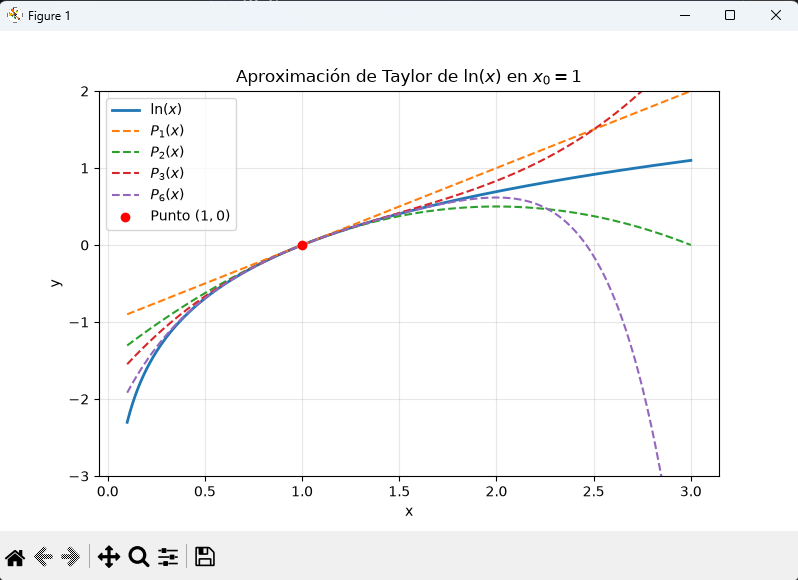 Figure 1
Aproximación de Taylor de ln(x) en x₀ = 1
ln(x)
P₁(x)
P₂(x)
P₃(x)
P₆(x)
Punto (1, 0)
2
1
0
−1
−2
−3
y
0.0 0.5 1.0 1.5 2.0 2.5 3.0
x